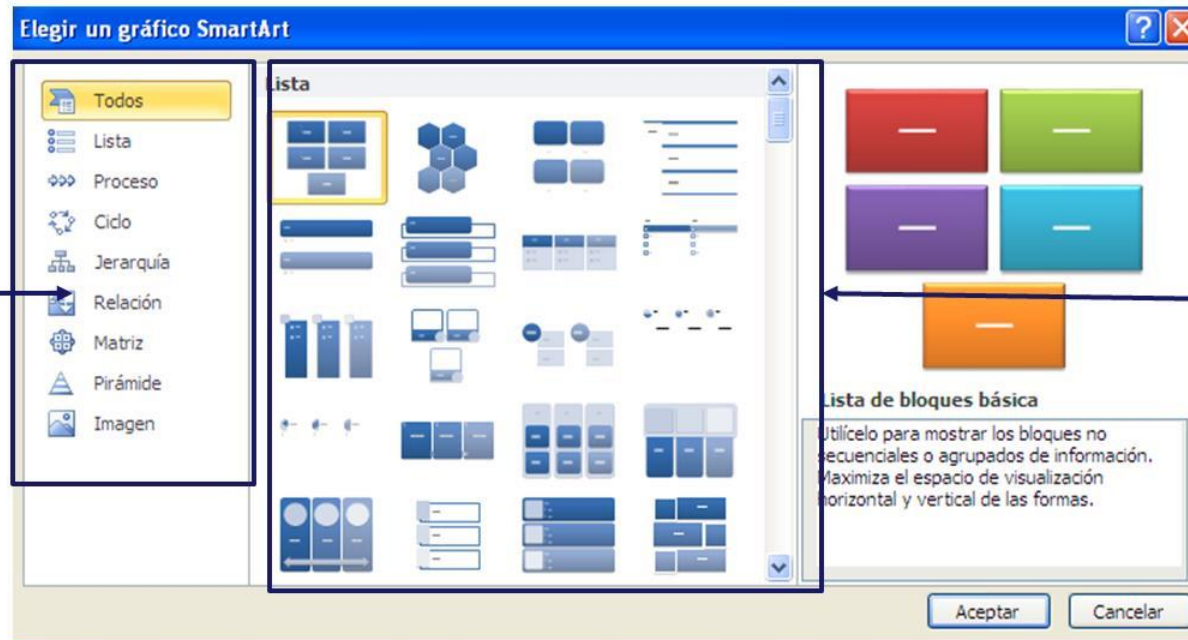 Elegir un gráfico SmartArt
Todos
Lista
Proceso
Ciclo
Jerarquía
Relación
Matriz
Pirámide
Imagen
Lista
Lista de bloques básica
Utilícelo para mostrar los bloques no
secuenciales o agrupados de información.
Maximiza el espacio de visualización
horizontal y vertical de las formas.
Aceptar
Cancelar